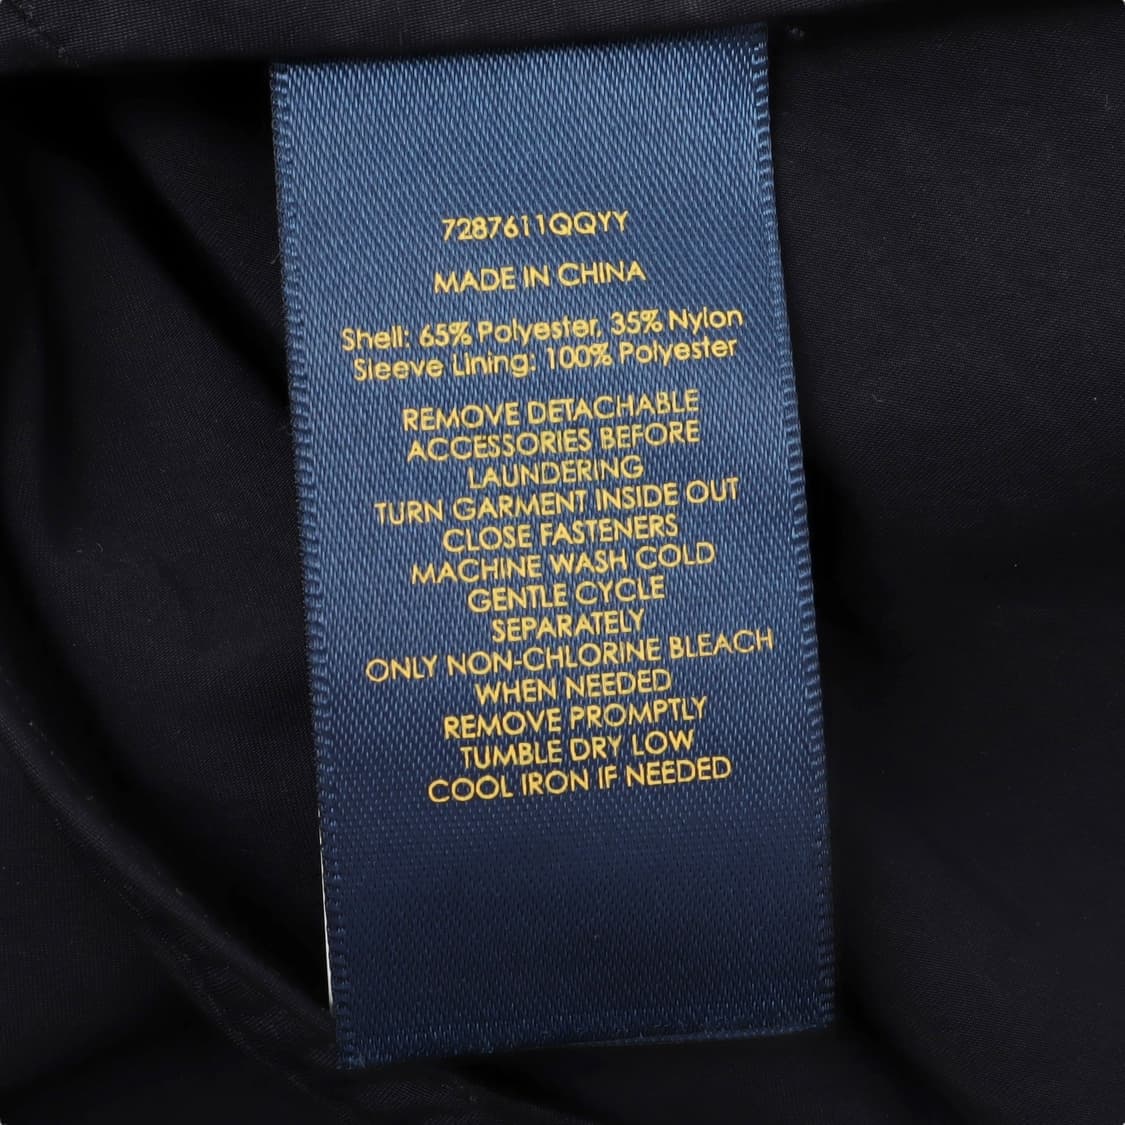 7287611QQYY
MADE IN CHINA
Shell: 65% Polyester, 35% Nylon
Sleeve Lining: 100% Polyester
REMOVE DETACHABLE
ACCESSORIES BEFORE
LAUNDERING
TURN GARMENT INSIDE OUT
CLOSE FASTENERS
MACHINE WASH COLD
GENTLE CYCLE
SEPARATELY
ONLY NON-CHLORINE BLEACH
WHEN NEEDED
REMOVE PROMPTLY
TUMBLE DRY LOW
COOL IRON IF NEEDED